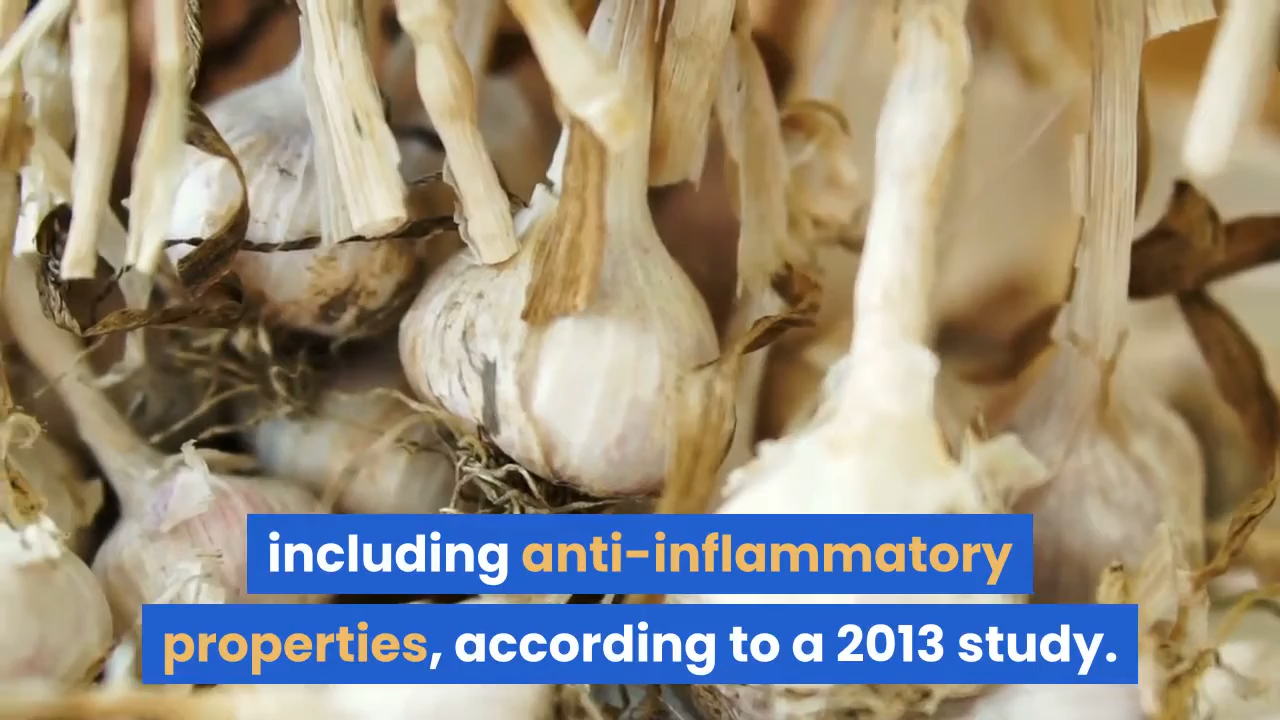 including anti-inflammatory
properties, according to a 2013 study.